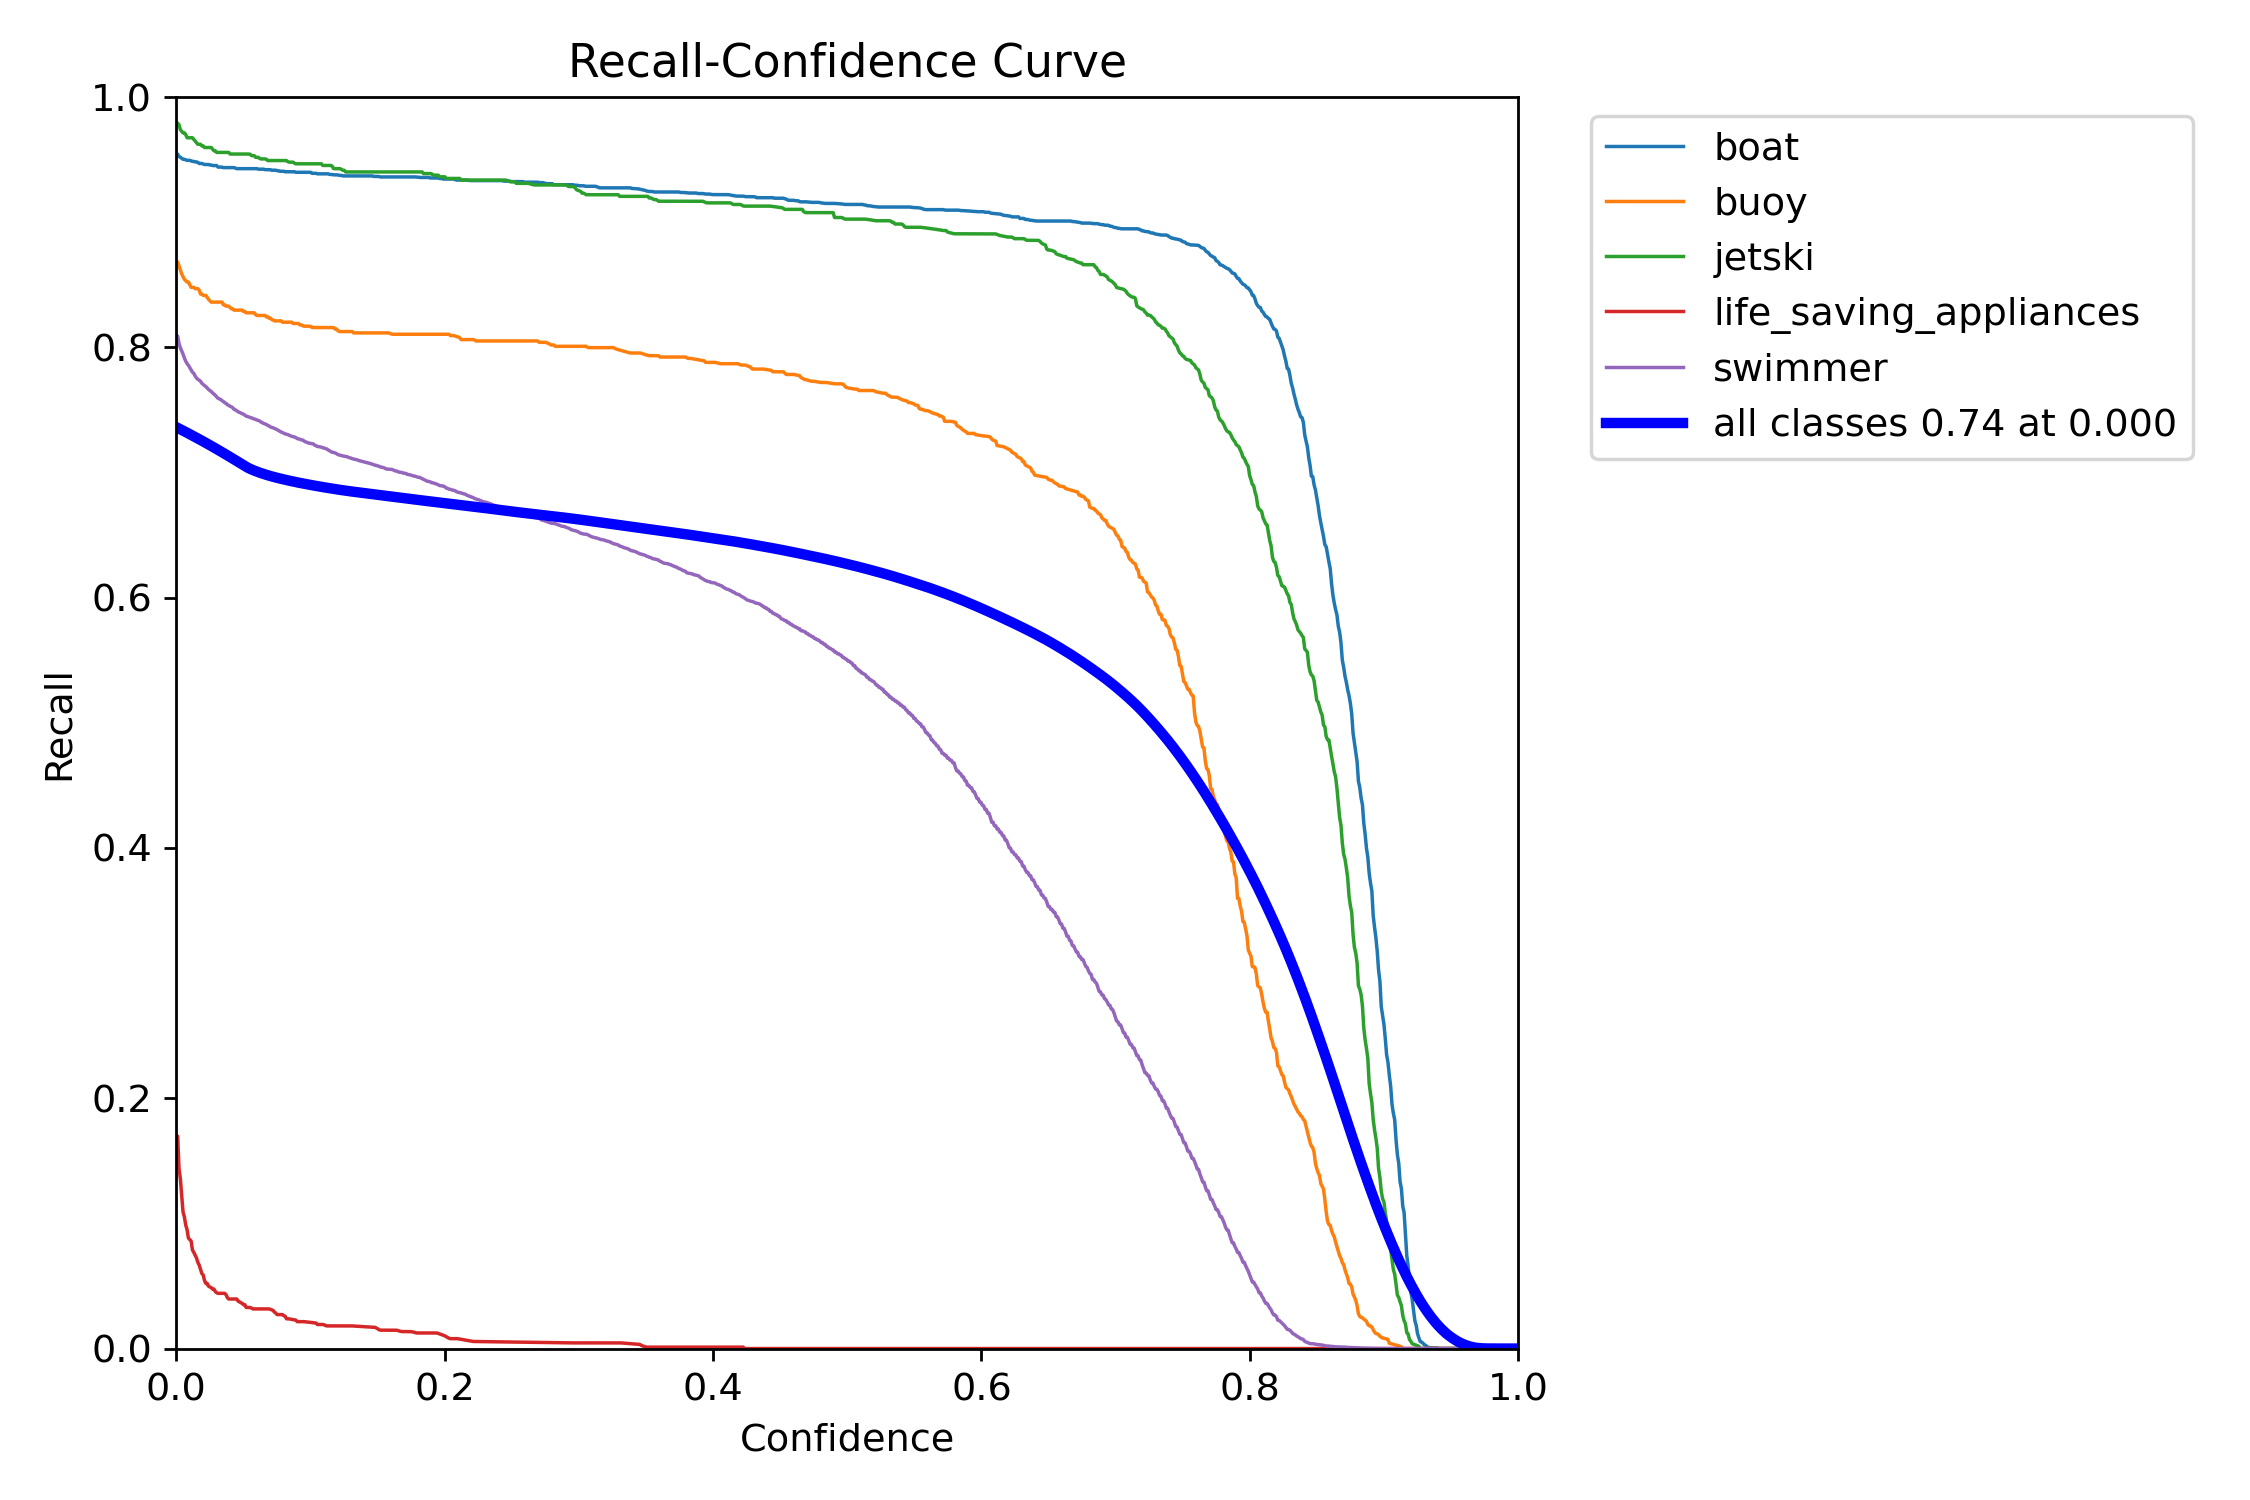 Recall-Confidence Curve
1.0
0.8
0.6
0.4
0.2
0.0
Recall
0.0 0.2 0.4 0.6 0.8 1.0
Confidence
boat
buoy
jetski
life_saving_appliances
swimmer
all classes 0.74 at 0.000